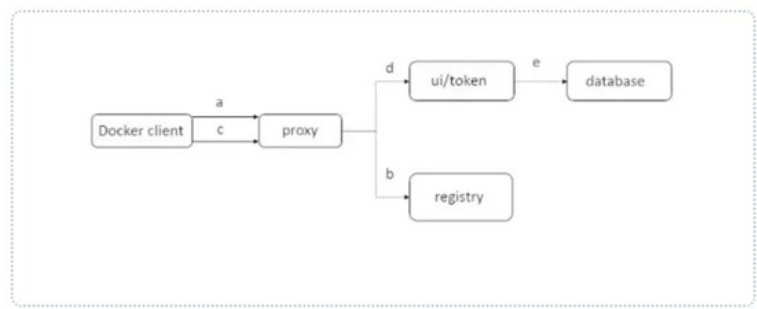 d
ui/token
e
database
a
Docker client
c
proxy
b
registry